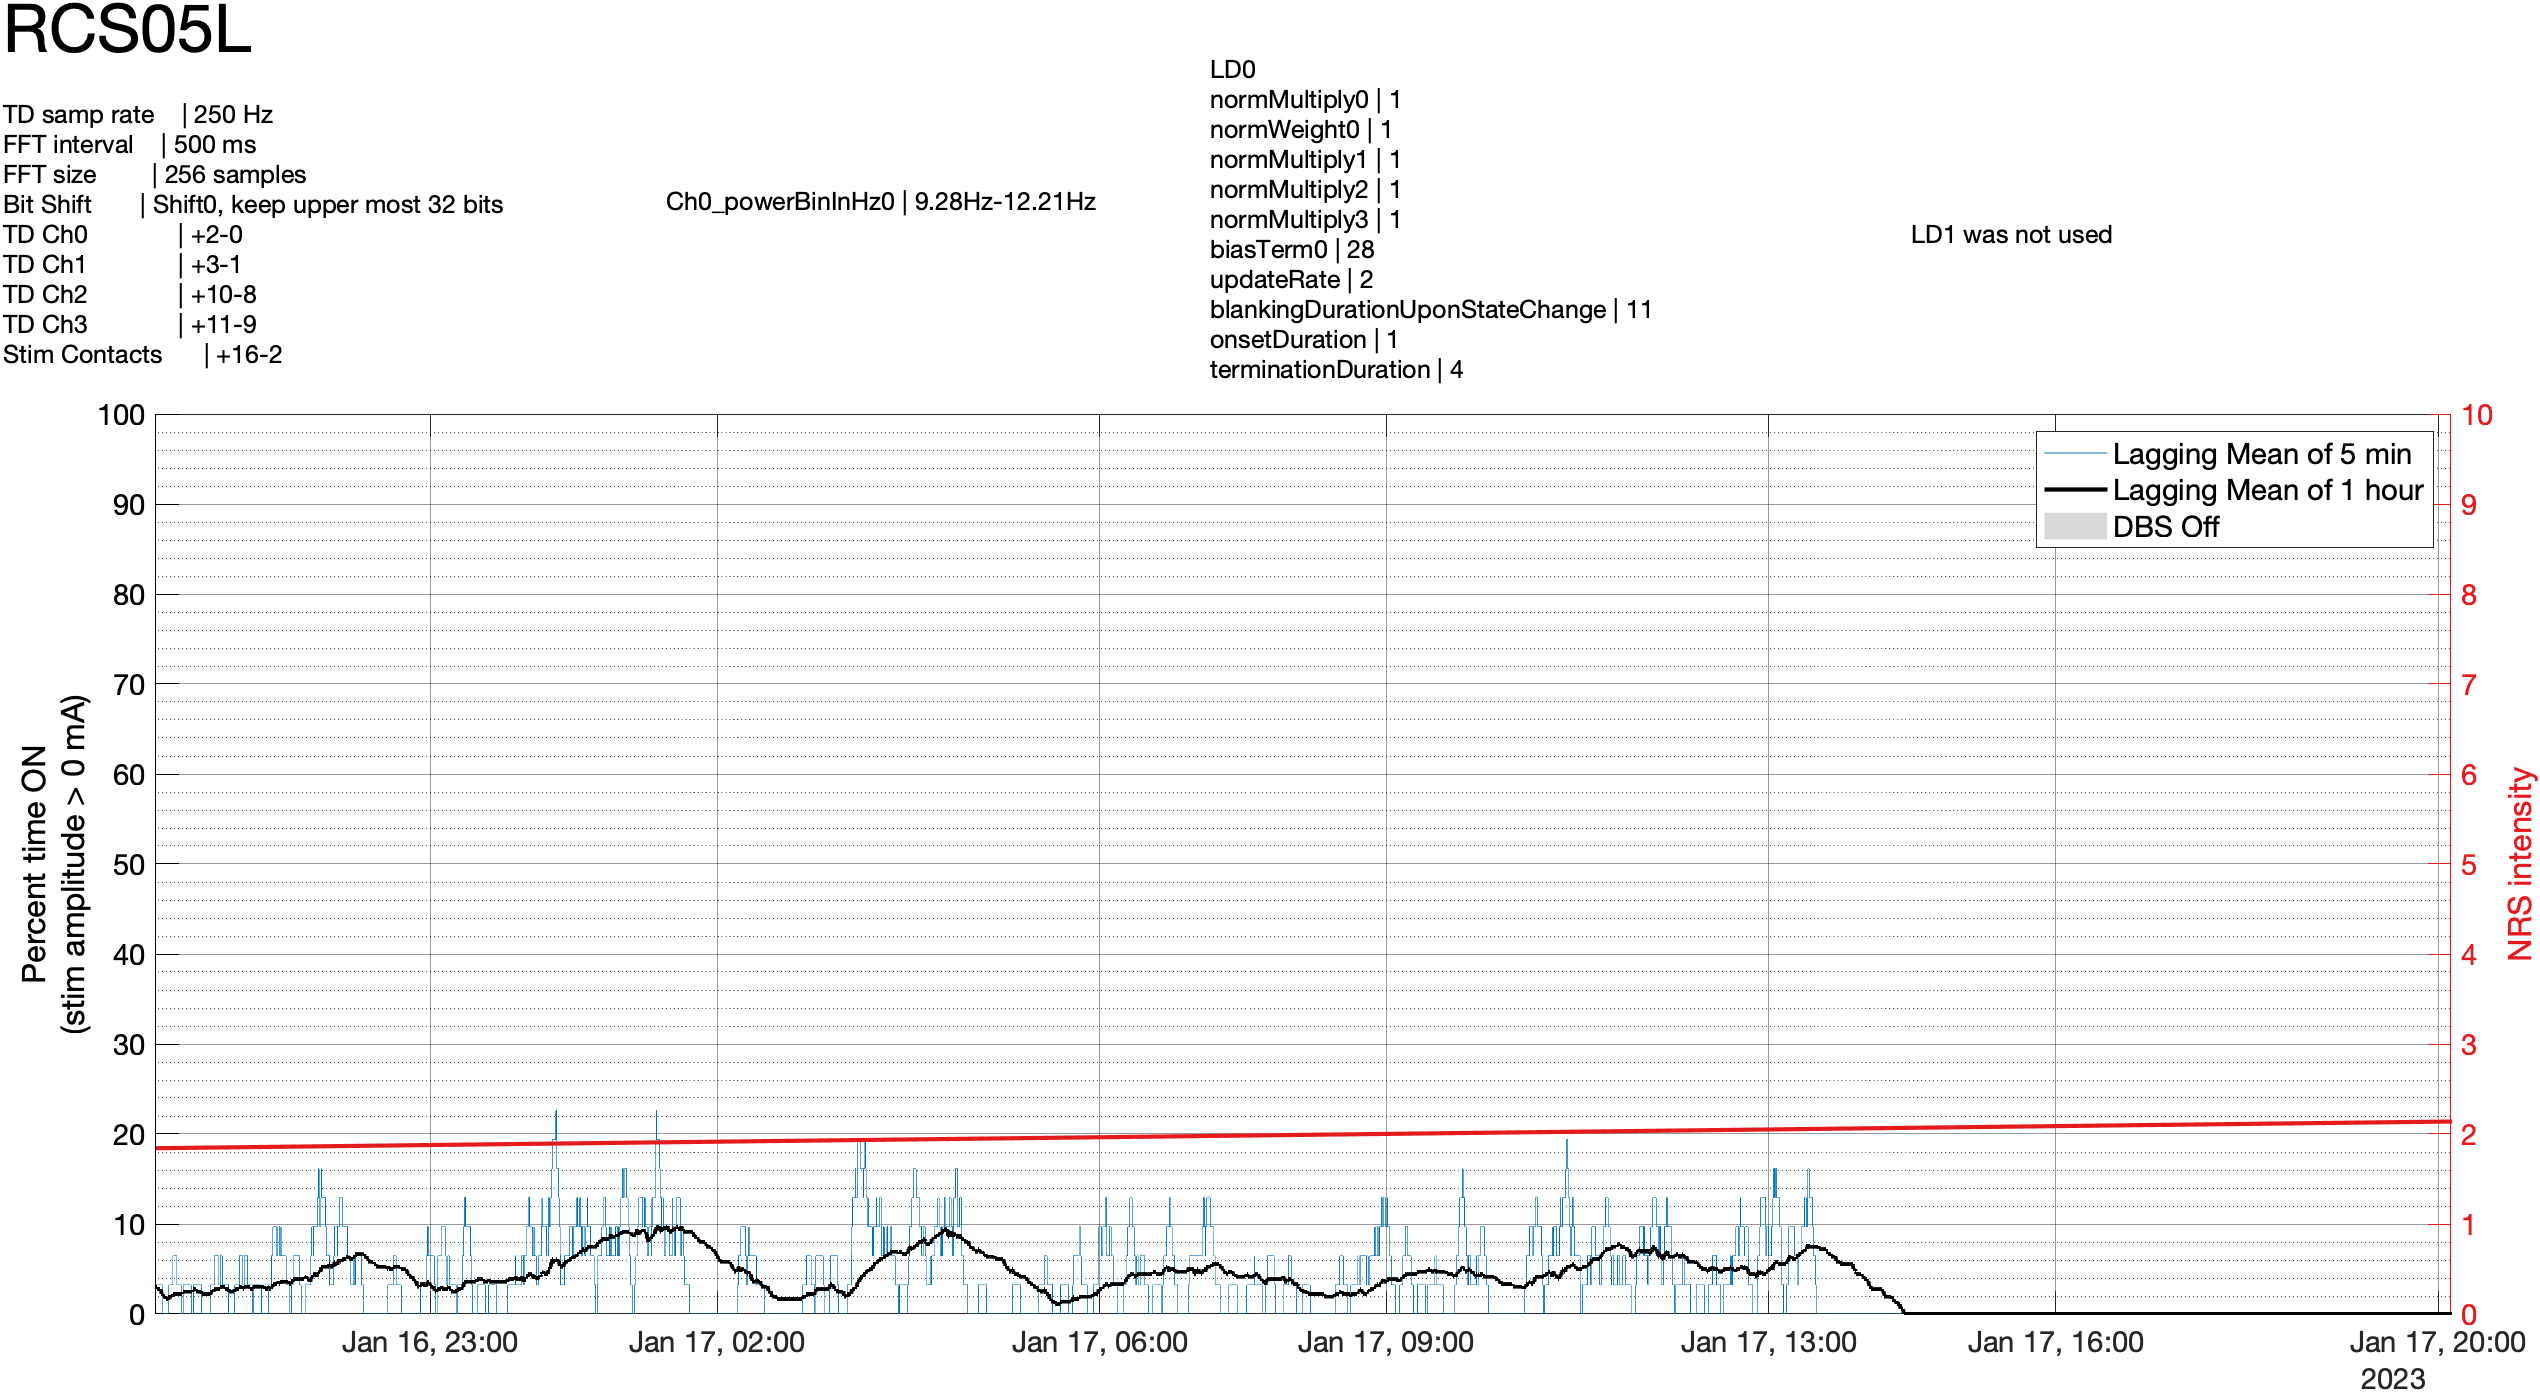 RCS05L
TD samp rate | 250 Hz
FFT interval | 500 ms
FFT size | 256 samples
Bit Shift | Shift0, keep upper most 32 bits
TD Ch0 | +2-0
TD Ch1 | +3-1
TD Ch2 | +10-8
TD Ch3 | +11-9
Stim Contacts | +16-2
Ch0_powerBinInHz0 | 9.28Hz-12.21Hz
LD0
normMultiply0 | 1
normWeight0 | 1
normMultiply1 | 1
normMultiply2 | 1
normMultiply3 | 1
biasTerm0 | 28
updateRate | 2
blankingDurationUponStateChange | 11
onsetDuration | 1
terminationDuration | 4
LD1 was not used
Percent time ON
(stim amplitude > 0 mA)
100
90
80
70
60
50
40
30
20
10
0
Lagging Mean of 5 min
Lagging Mean of 1 hour
DBS Off
10
9
8
7
6
5
4
3
2
1
0
NRS intensity
Jan 16, 23:00
Jan 17, 02:00
Jan 17, 06:00
Jan 17, 09:00
Jan 17, 13:00
Jan 17, 16:00
Jan 17, 20:00
2023